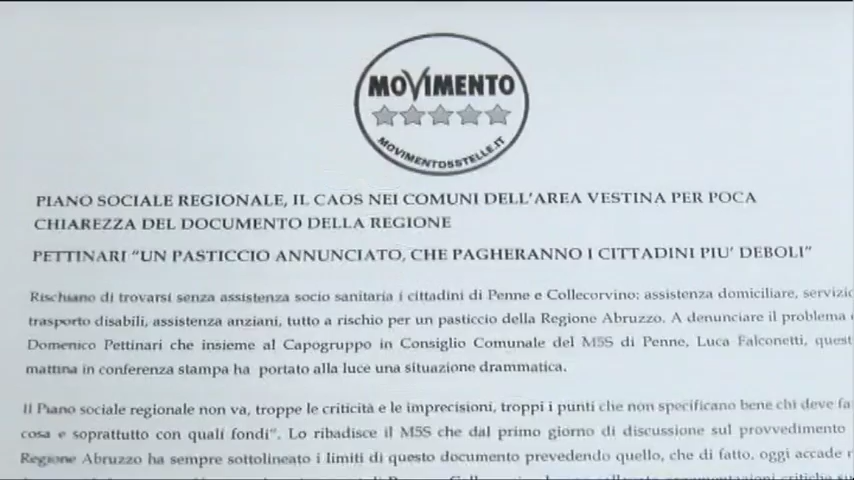 MOVIMENTO
MOVIMENTO5STELLE.IT
PIANO SOCIALE REGIONALE, IL CAOS NEI COMUNI DELL'AREA VESTINA PER POCA
CHIAREZZA DEL DOCUMENTO DELLA REGIONE
PETTINARI "UN PASTICCIO ANNUNCIATO, CHE PAGHERANNO I CITTADINI PIU' DEBOLI"
Rischiano di trovarsi senza assistenza socio sanitaria i cittadini di Penne e Collecorvino: assistenza domiciliare, servizio
trasporto disabili, assistenza anziani, tutto a rischio per un pasticcio della Regione Abruzzo. A denunciare il problema
Domenico Pettinari che insieme al Capogruppo in Consiglio Comunale del M5S di Penne, Luca Falconetti, quest
mattina in conferenza stampa ha portato alla luce una situazione drammatica.
Il Piano sociale regionale non va, troppe le criticità e le imprecisioni, troppi i punti che non specificano bene chi deve fa
cosa e soprattutto con quali fondi". Lo ribadisce il M5S che dal primo giorno di discussione sul provvedimento
Regione Abruzzo ha sempre sottolineato i limiti di questo documento prevedendo quello, che di fatto, oggi accade